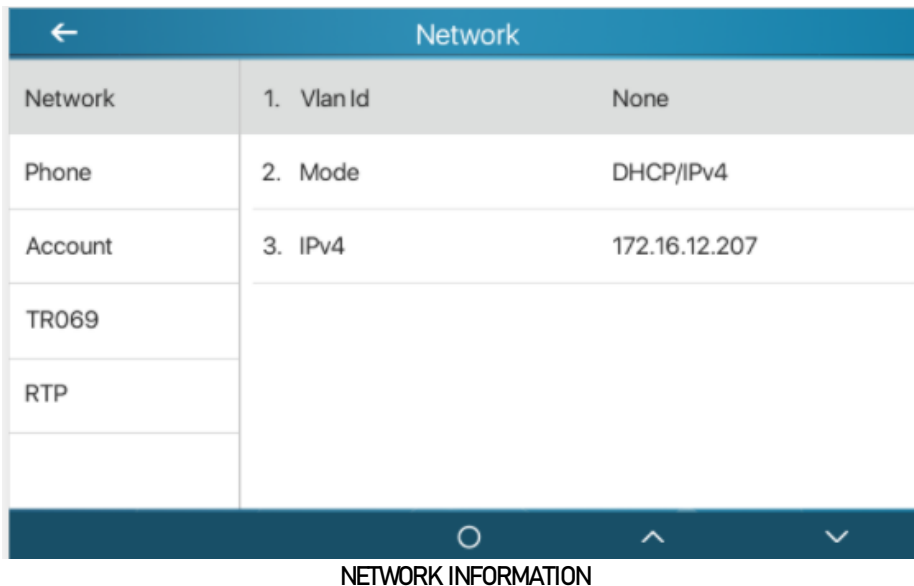 Network
Network
1. Vlan Id None
Phone
2. Mode DHCP/IPv4
Account
3. IPv4 172.16.12.207
TR069
RTP
NETWORK INFORMATION